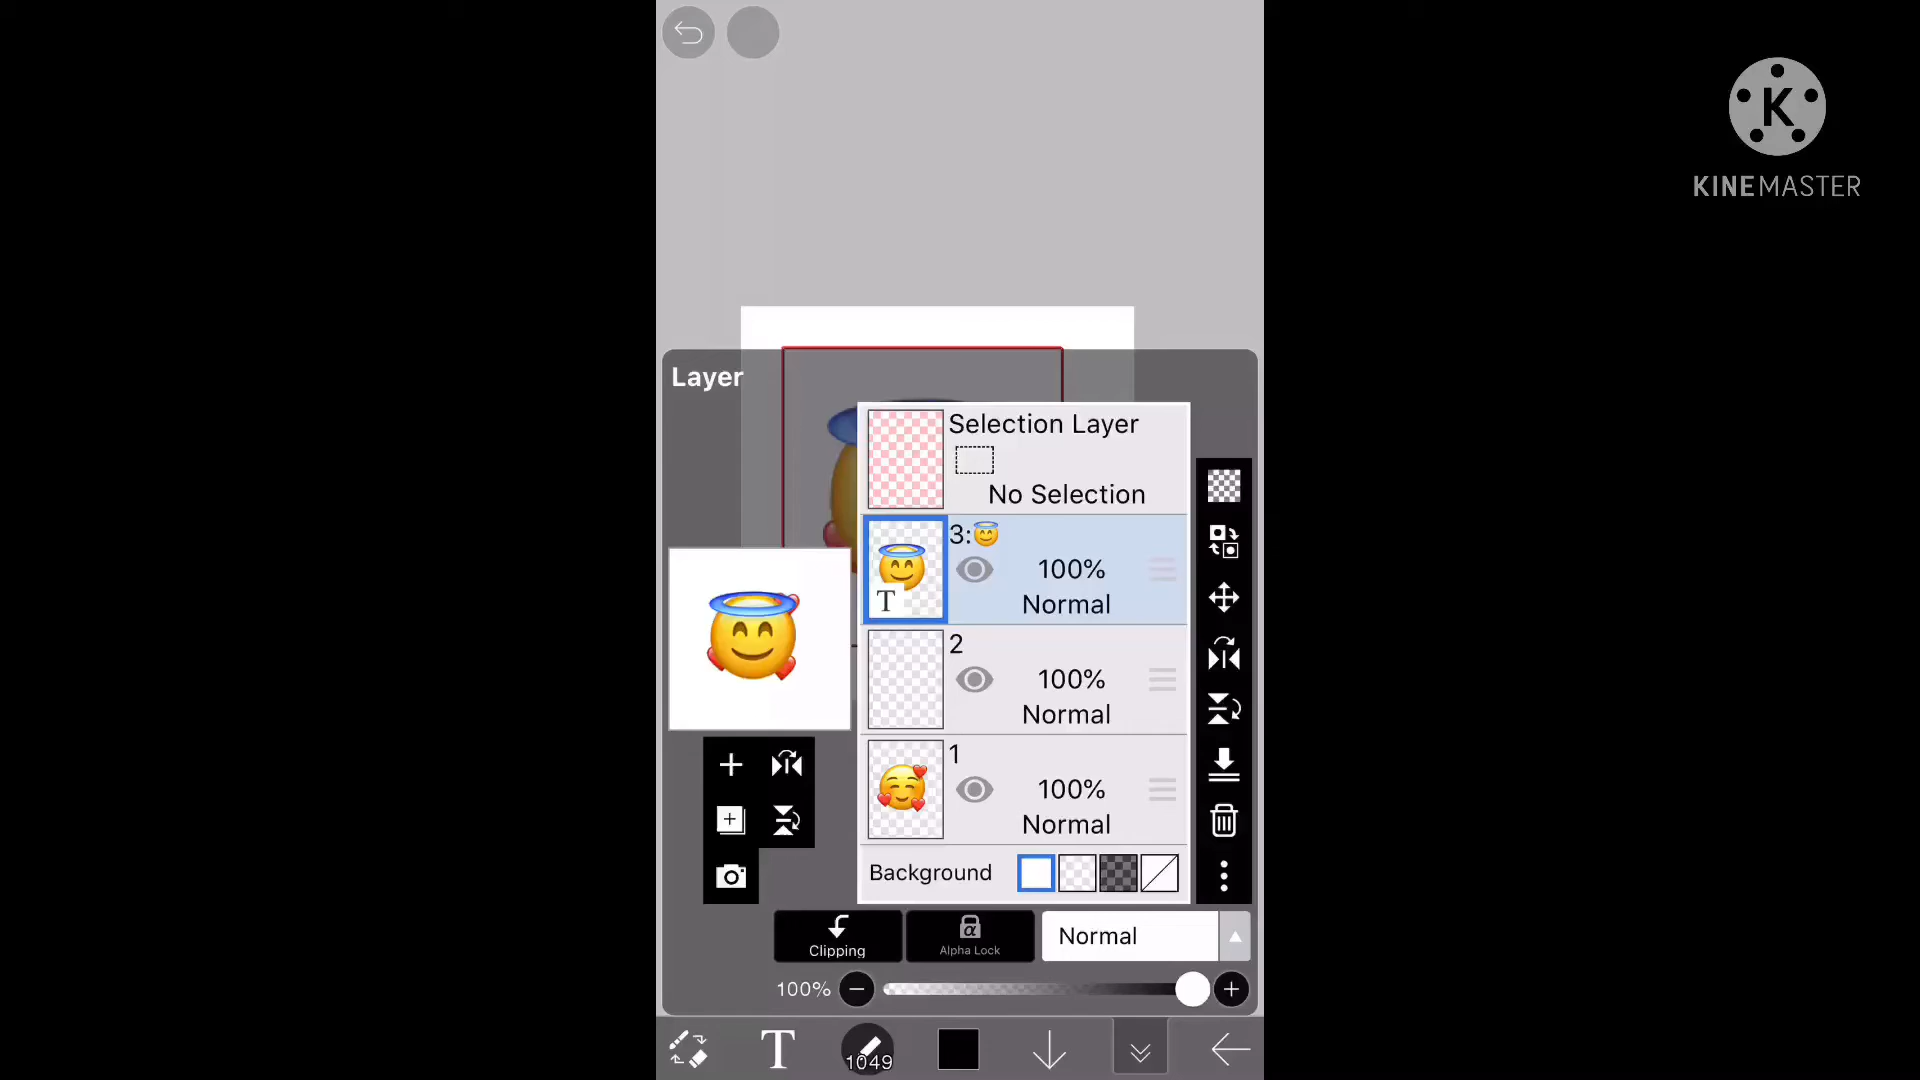 KINEMASTER
Layer
Selection Layer
No Selection
3:😇
100%
Normal
T
2
100%
Normal
1
100%
Normal
Background
Clipping
Alpha Lock
Normal
100%
T
1049